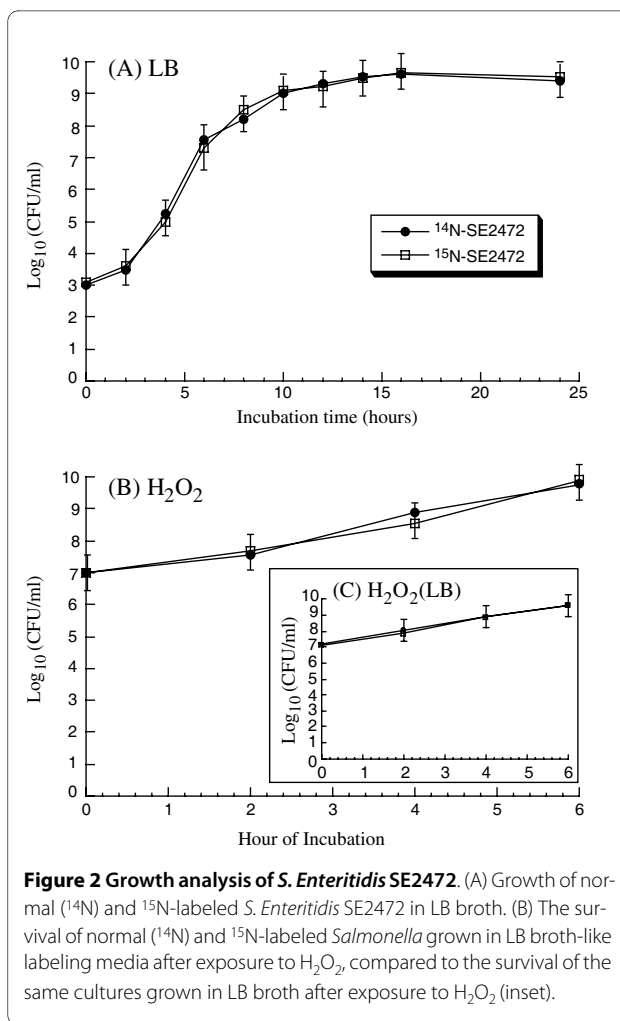 (A) LB
Log10 (CFU/ml)
10
9
8
7
6
5
4
3
2
1
0
0 5 10 15 20 25
Incubation time (hours)
14N-SE2472
15N-SE2472
(B) H2O2
Log10 (CFU/ml)
10
9
8
7
6
5
4
3
2
1
0
0 1 2 3 4 5 6
Hour of Incubation
(C) H2O2(LB)
Log10 (CFU/ml)
10
9
8
7
6
5
4
3
2
1
0
0 1 2 3 4 5 6
Figure 2 Growth analysis of S. Enteritidis SE2472. (A) Growth of nor-
mal (14N) and 15N-labeled S. Enteritidis SE2472 in LB broth. (B) The sur-
vival of normal (14N) and 15N-labeled Salmonella grown in LB broth-like
labeling media after exposure to H2O2, compared to the survival of the
same cultures grown in LB broth after exposure to H2O2 (inset).